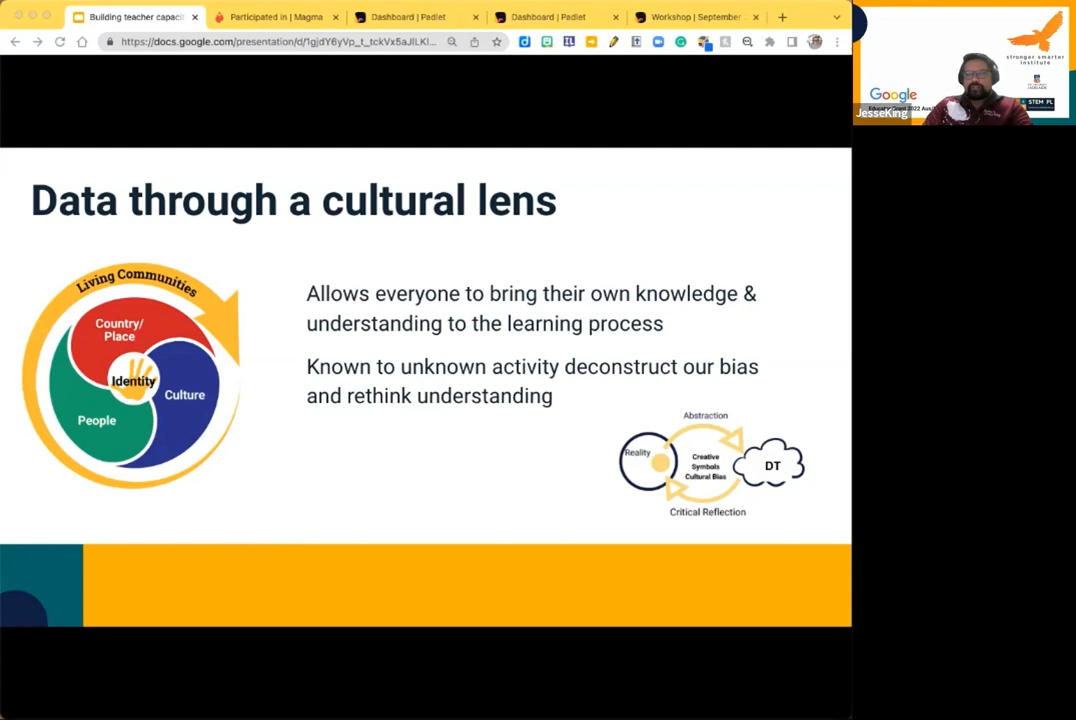 Building teacher capaci
Participated in | Magma
Dashboard | Padlet
Dashboard | Padlet
Workshop | September
https://docs.google.com/presentation/d/1gjdY6yVp_t_tckVx5aJlLKl...
stronger smarter
institute
Google
STEM PL
JesseKing
Data through a cultural lens
Living Communities
Country/
Place
Identity
Culture
People
Allows everyone to bring their own knowledge &
understanding to the learning process
Known to unknown activity deconstruct our bias
and rethink understanding
Abstraction
Reality
Creative
Symbols
Cultural Bias
DT
Critical Reflection